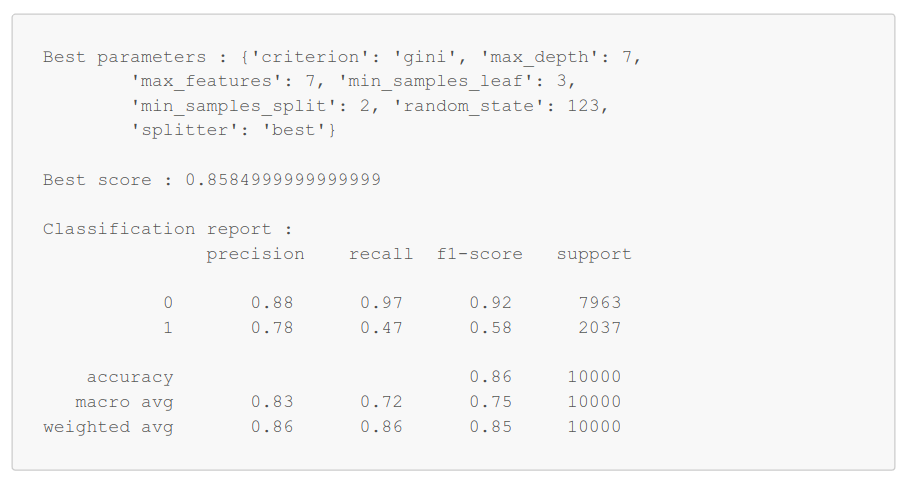 Best parameters : {'criterion': 'gini', 'max_depth': 7,
'max_features': 7, 'min_samples_leaf': 3,
'min_samples_split': 2, 'random_state': 123,
'splitter': 'best'}
Best score : 0.8584999999999999
Classification report :
precision recall f1-score support
0 0.88 0.97 0.92 7963
1 0.78 0.47 0.58 2037
accuracy 0.86 10000
macro avg 0.83 0.72 0.75 10000
weighted avg 0.86 0.86 0.85 10000